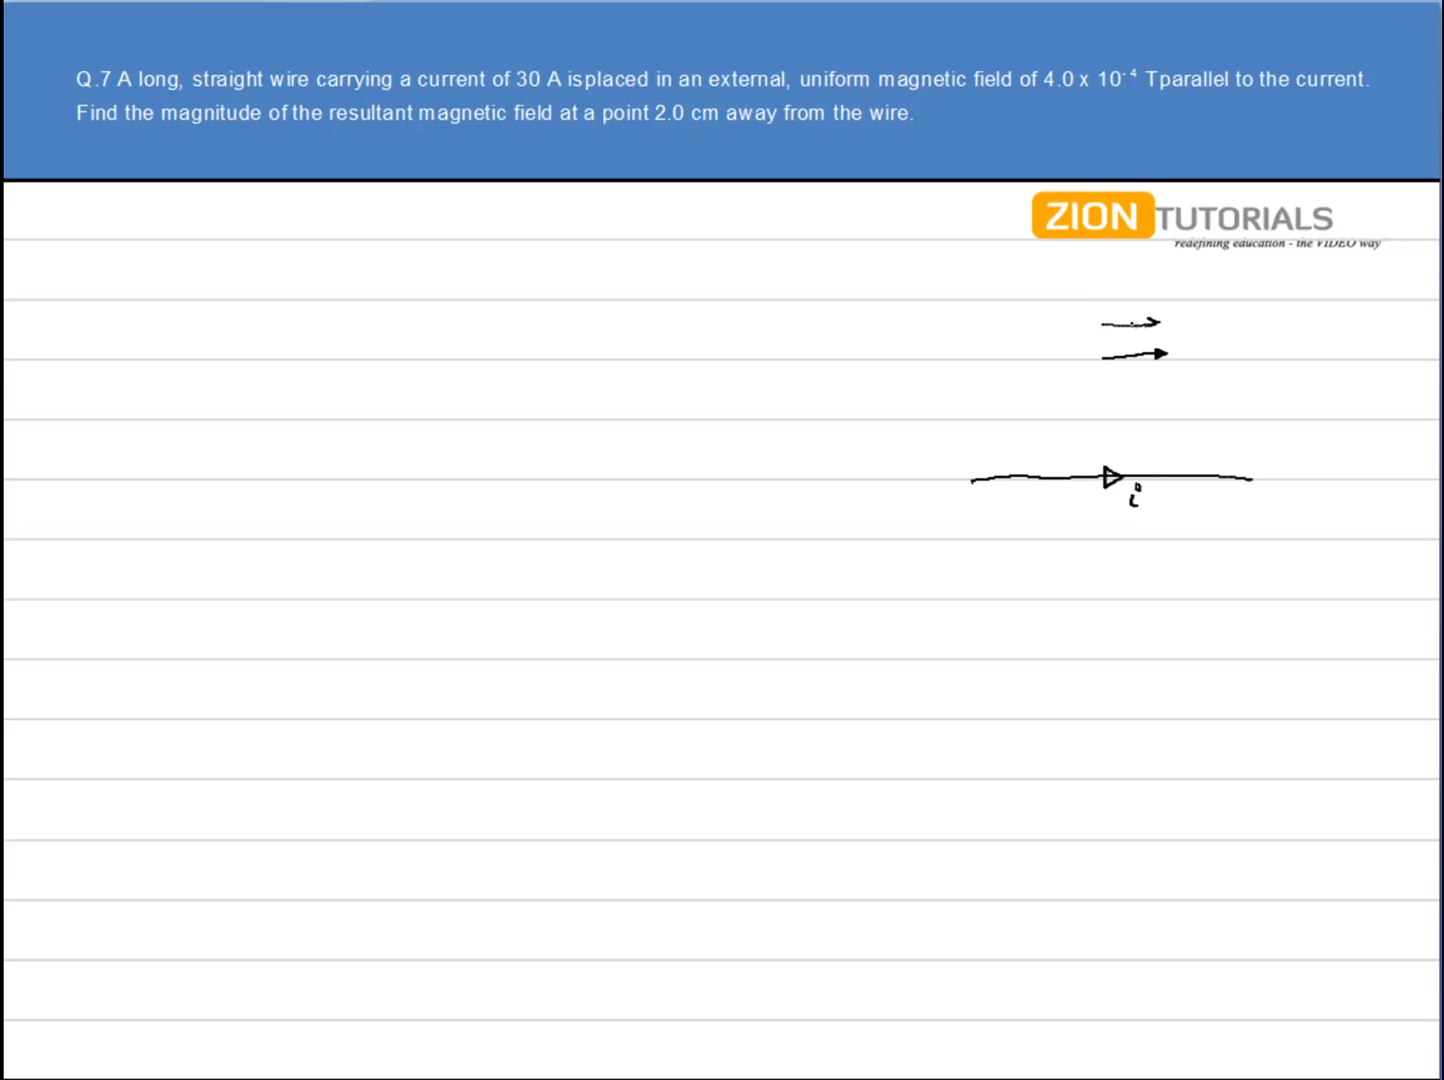 Q.7 A long, straight wire carrying a current of 30 A isplaced in an external, uniform magnetic field of 4.0 x 10⁻⁴ Tparallel to the current.
Find the magnitude of the resultant magnetic field at a point 2.0 cm away from the wire.
ZION TUTORIALS
redefining education - the VIDEO way
i